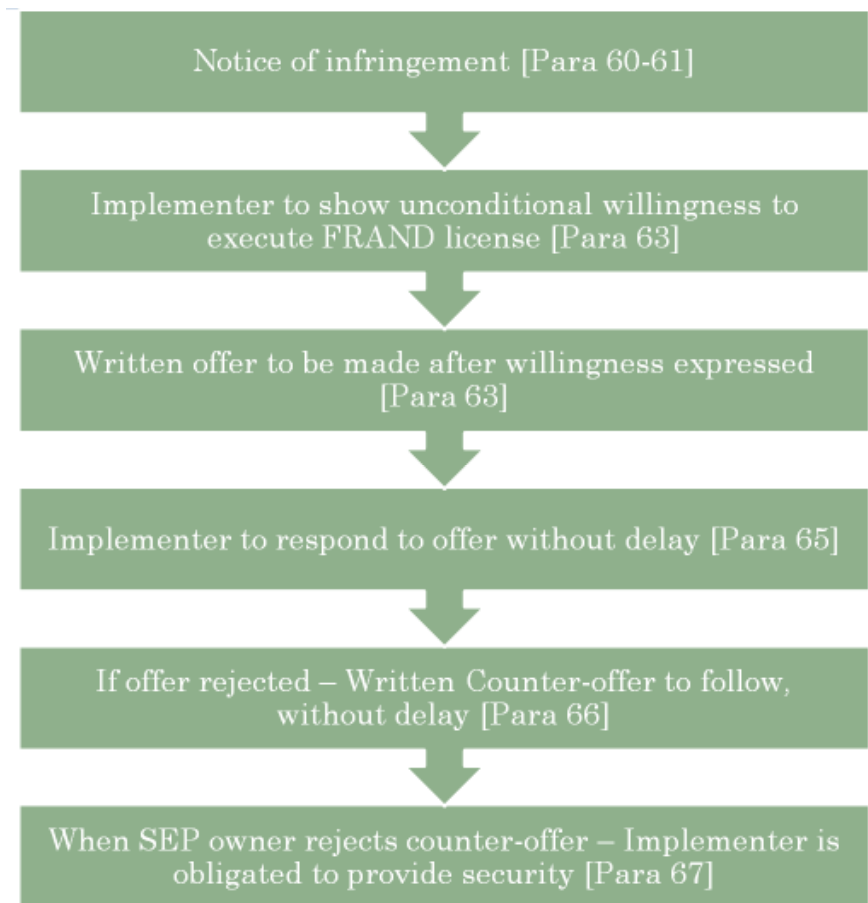 Notice of infringement [Para 60-61]
Implementer to show unconditional willingness to
execute FRAND license [Para 63]
Written offer to be made after willingness expressed
[Para 63]
Implementer to respond to offer without delay [Para 65]
If offer rejected – Written Counter-offer to follow,
without delay [Para 66]
When SEP owner rejects counter-offer – Implementer is
obligated to provide security [Para 67]